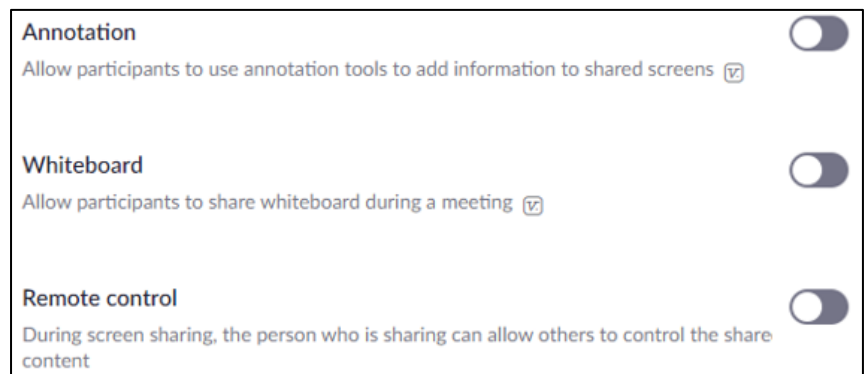 Annotation
Allow participants to use annotation tools to add information to shared screens
Whiteboard
Allow participants to share whiteboard during a meeting
Remote control
During screen sharing, the person who is sharing can allow others to control the share
content